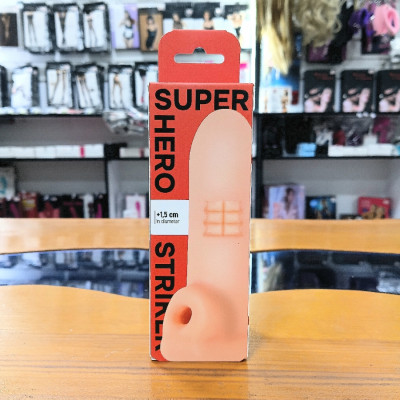 SUPER
HERO
STRIKER
+1,5 cm
in diameter